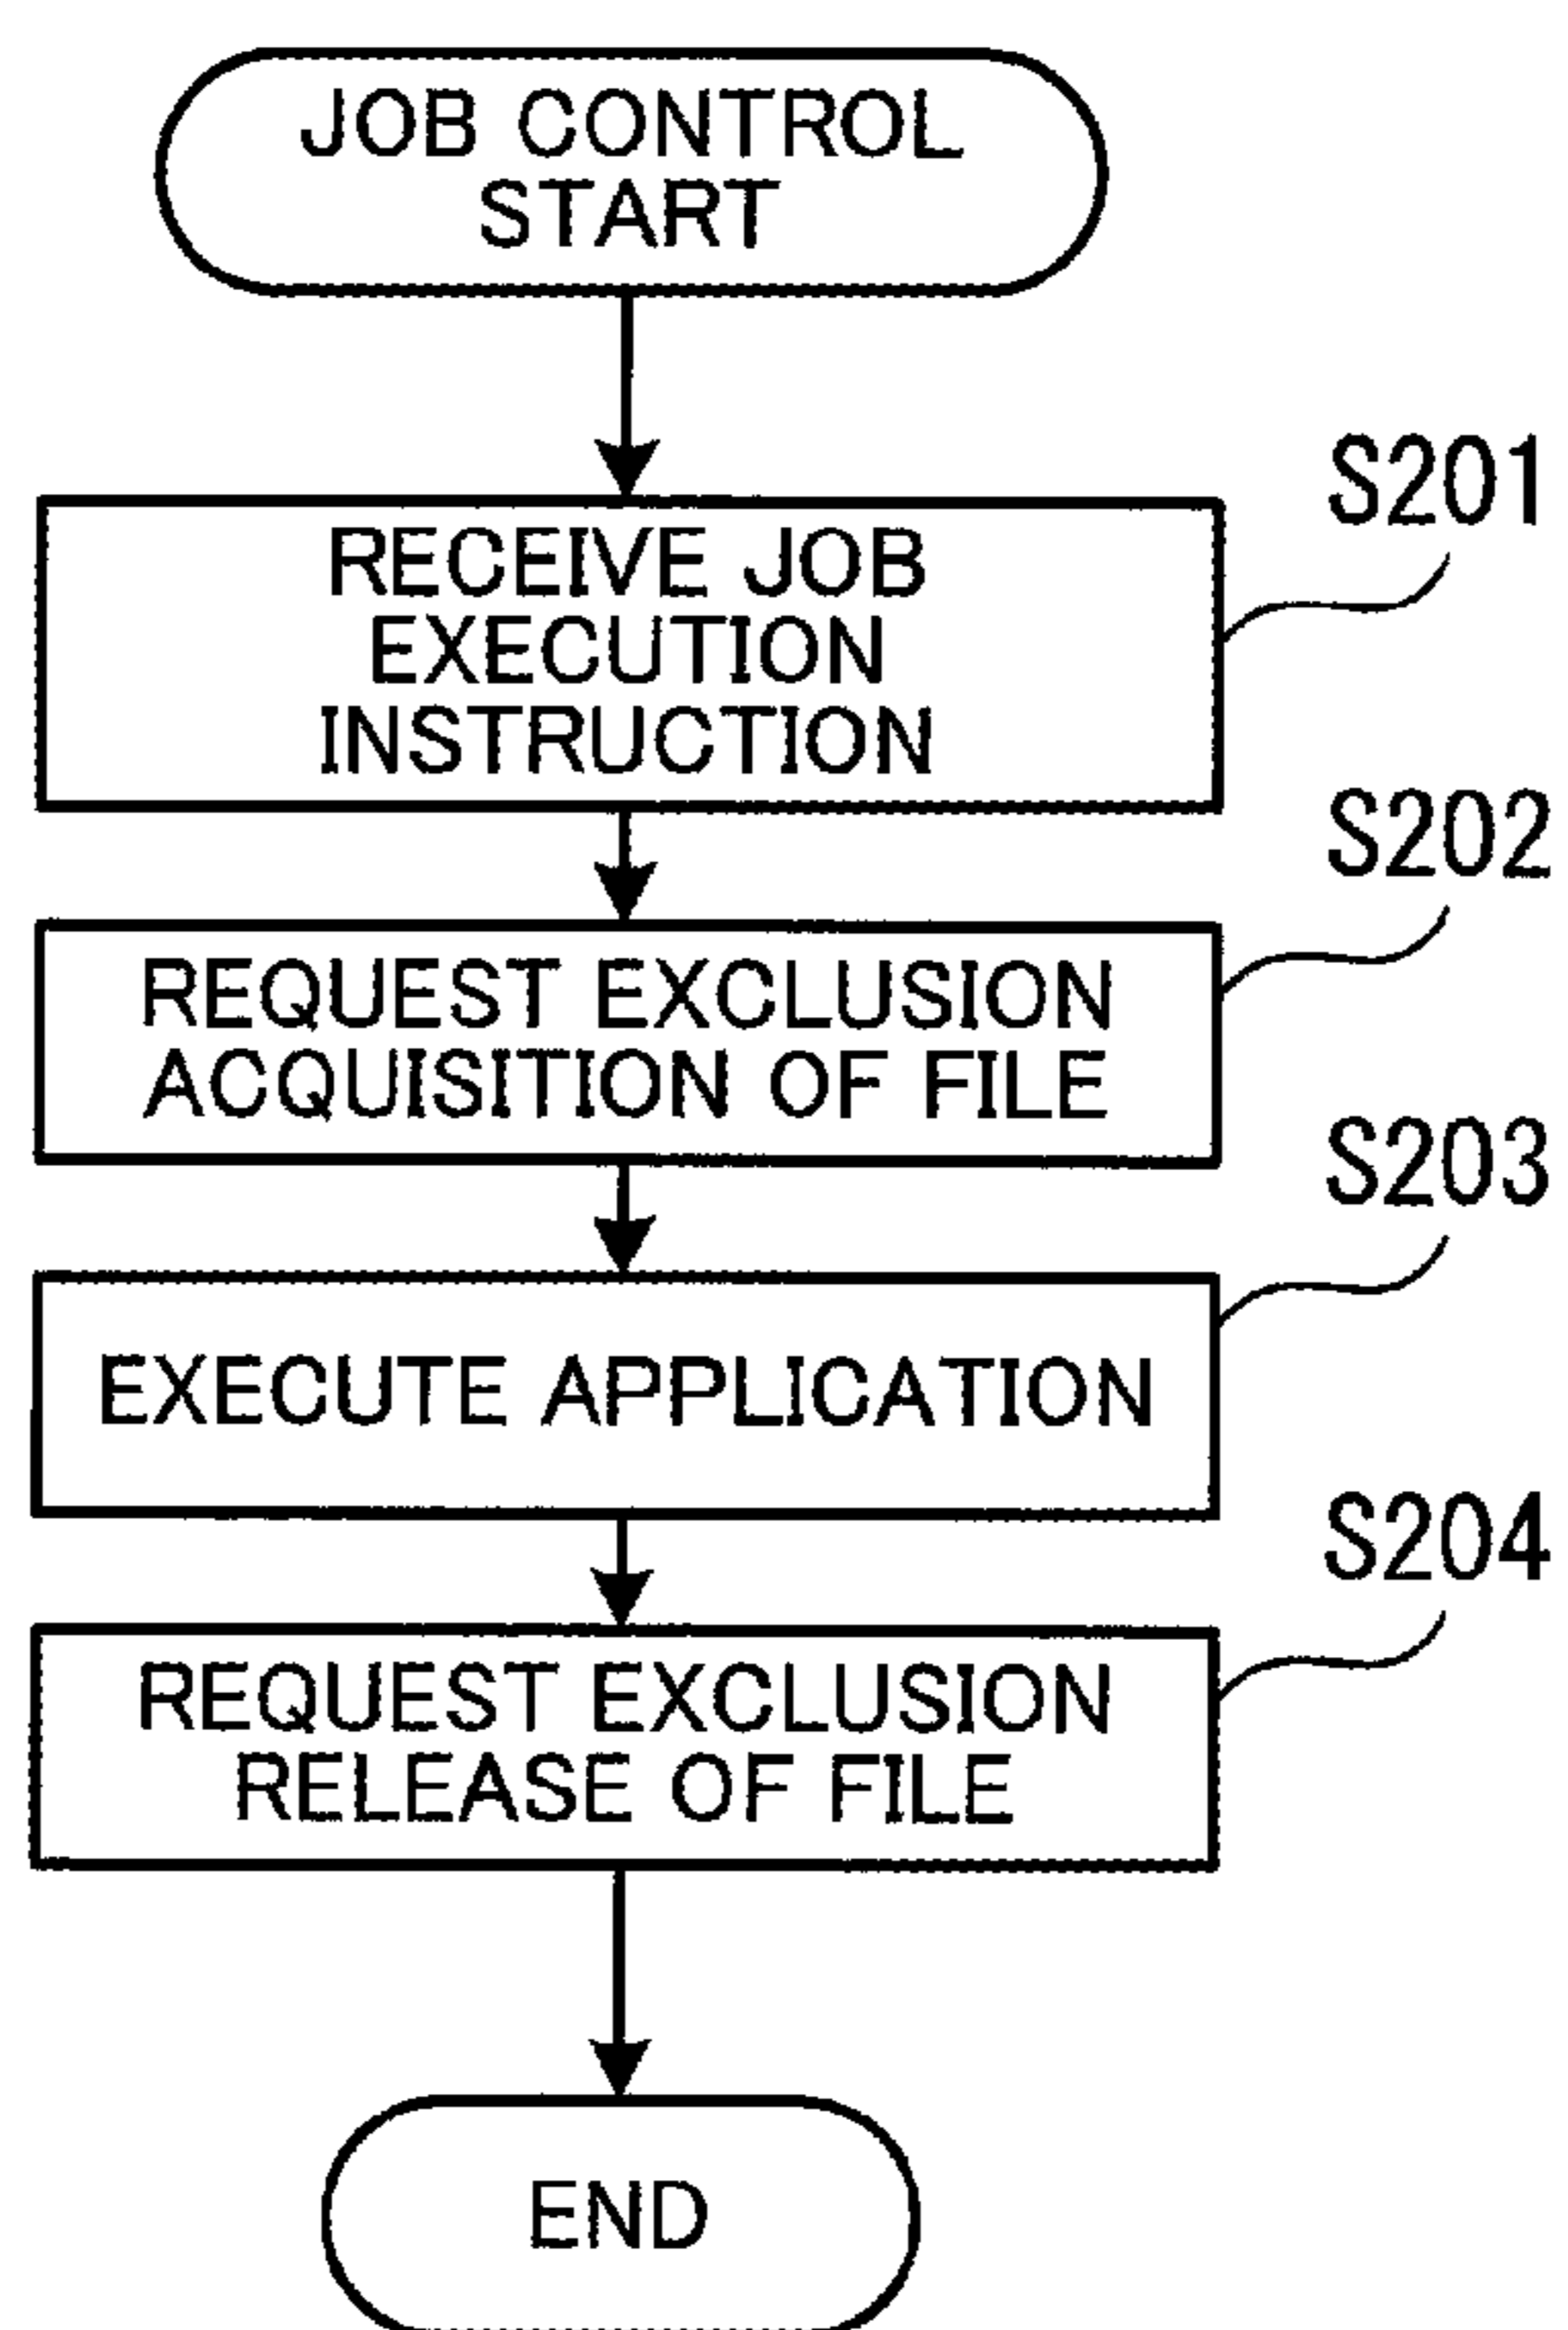 JOB CONTROL
START
S201
RECEIVE JOB
EXECUTION
INSTRUCTION
S202
REQUEST EXCLUSION
ACQUISITION OF FILE
S203
EXECUTE APPLICATION
S204
REQUEST EXCLUSION
RELEASE OF FILE
END